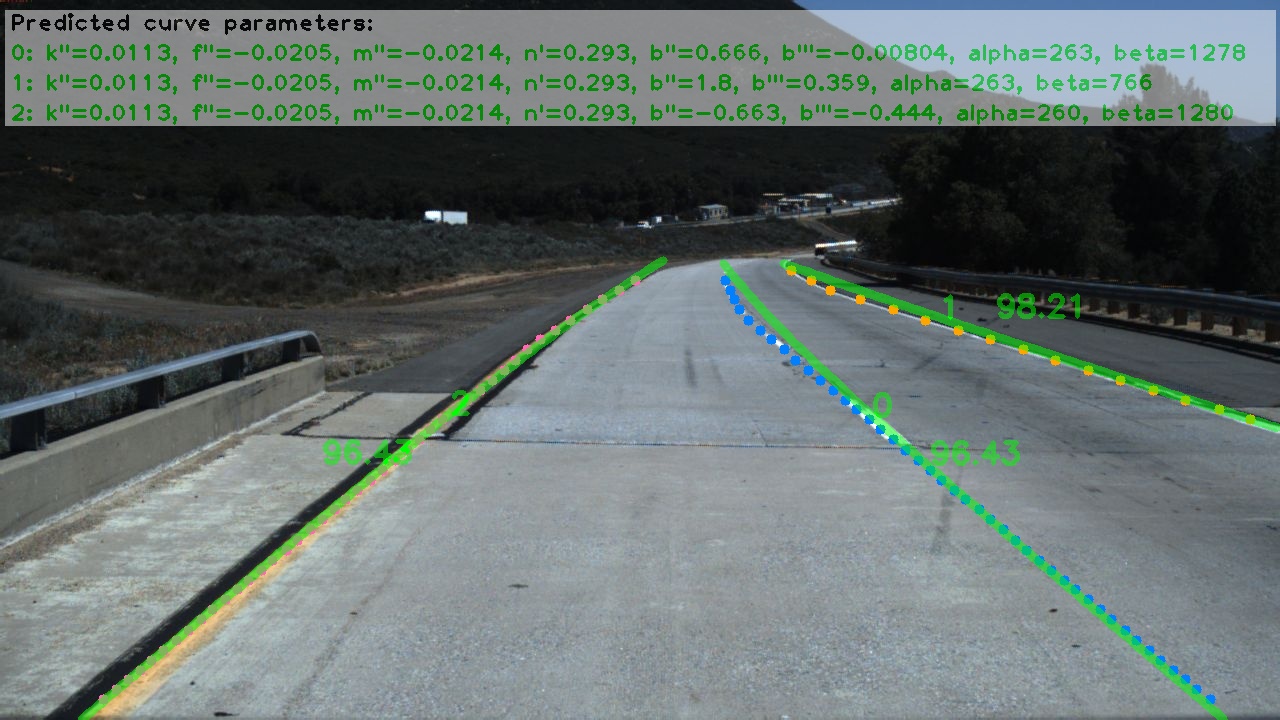 Predicted curve parameters:
0: k''=0.0113, f''=-0.0205, m''=-0.0214, n'=0.293, b''=0.666, b'''=-0.00804, alpha=263, beta=1278
1: k''=0.0113, f''=-0.0205, m''=-0.0214, n'=0.293, b''=1.8, b'''=0.359, alpha=263, beta=766
2: k''=0.0113, f''=-0.0205, m''=-0.0214, n'=0.293, b''=-0.663, b'''=-0.444, alpha=260, beta=1280
1 98.21
2 0
96.43 96.43